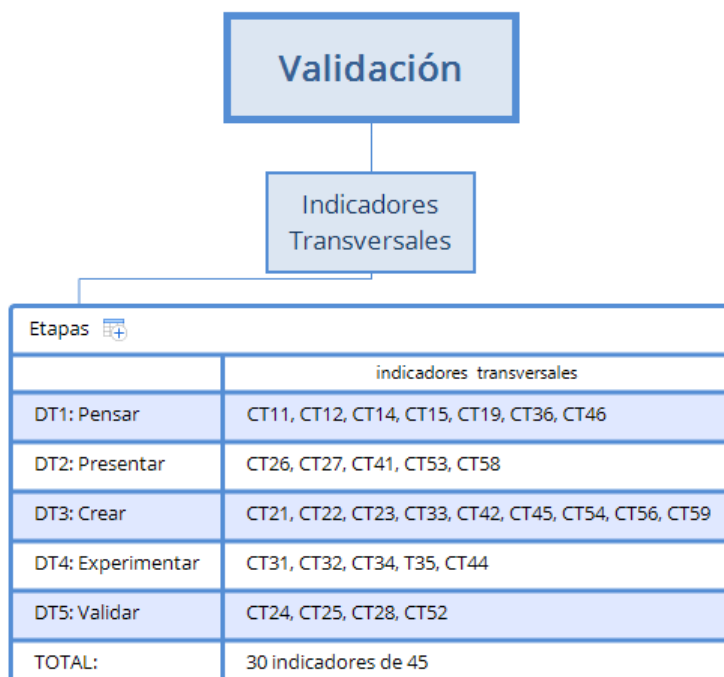 Validación
Indicadores
Transversales
Etapas
indicadores transversales
DT1: Pensar CT11, CT12, CT14, CT15, CT19, CT36, CT46
DT2: Presentar CT26, CT27, CT41, CT53, CT58
DT3: Crear CT21, CT22, CT23, CT33, CT42, CT45, CT54, CT56, CT59
DT4: Experimentar CT31, CT32, CT34, T35, CT44
DT5: Validar CT24, CT25, CT28, CT52
TOTAL: 30 indicadores de 45